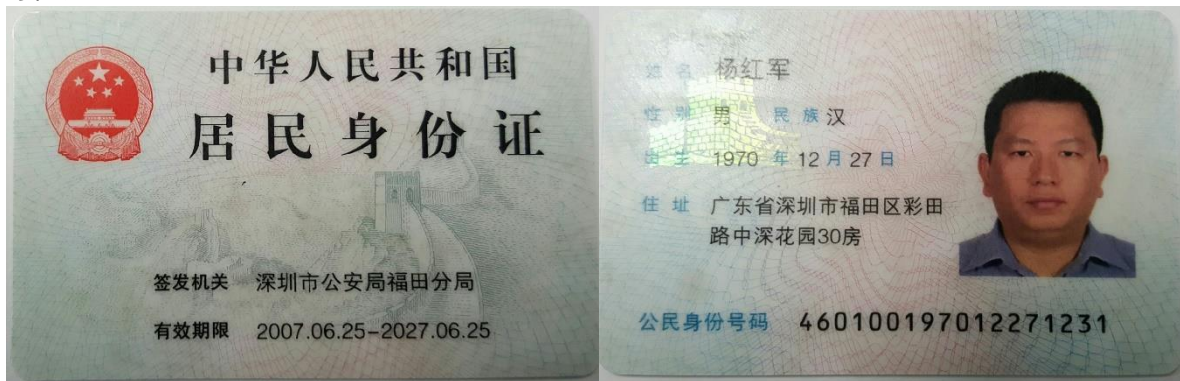 中华人民共和国
居民身份证
签发机关 深圳市公安局福田分局
有效期限 2007.06.25-2027.06.25
姓名 杨红军
性别 男 民族 汉
出生 1970 年 12 月 27 日
住址 广东省深圳市福田区彩田
路中深花园30房
公民身份号码 460100197012271231